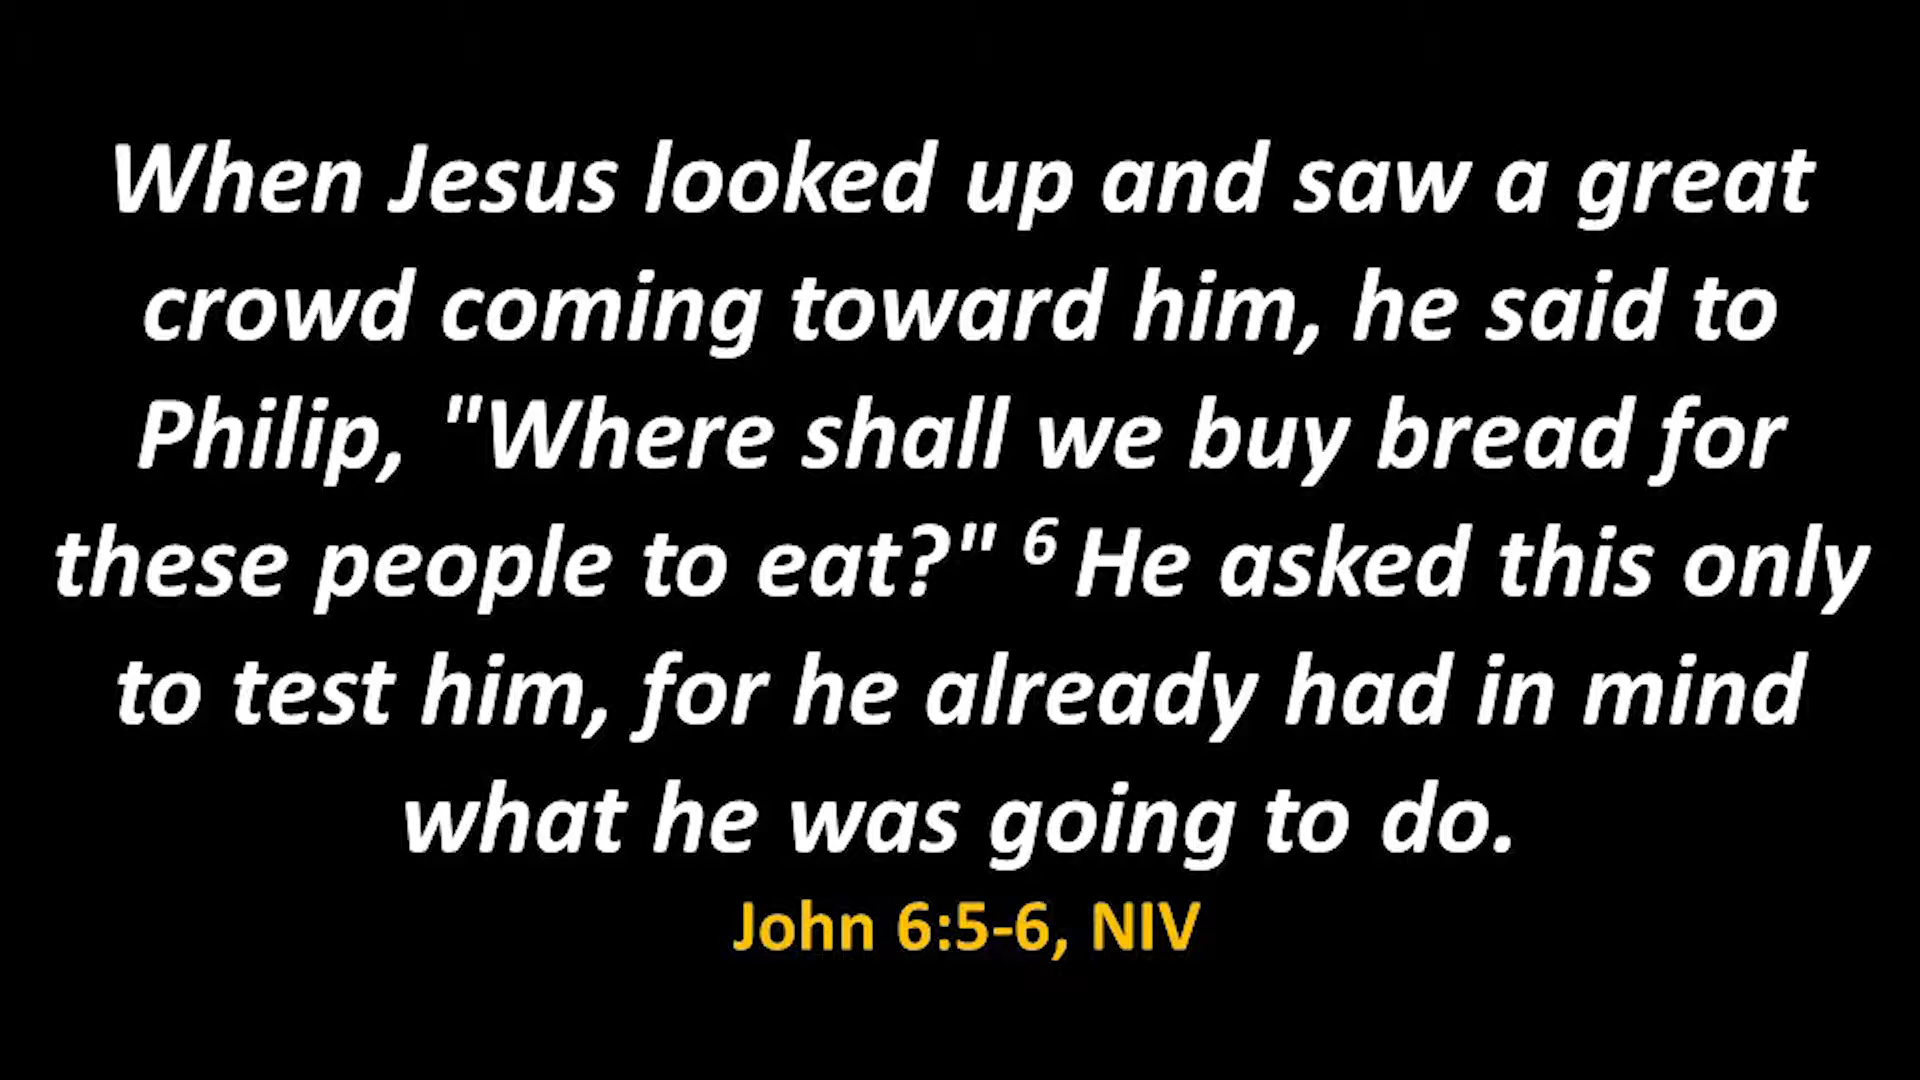 When Jesus looked up and saw a great
crowd coming toward him, he said to
Philip, "Where shall we buy bread for
these people to eat?" 6 He asked this only
to test him, for he already had in mind
what he was going to do.
John 6:5-6, NIV